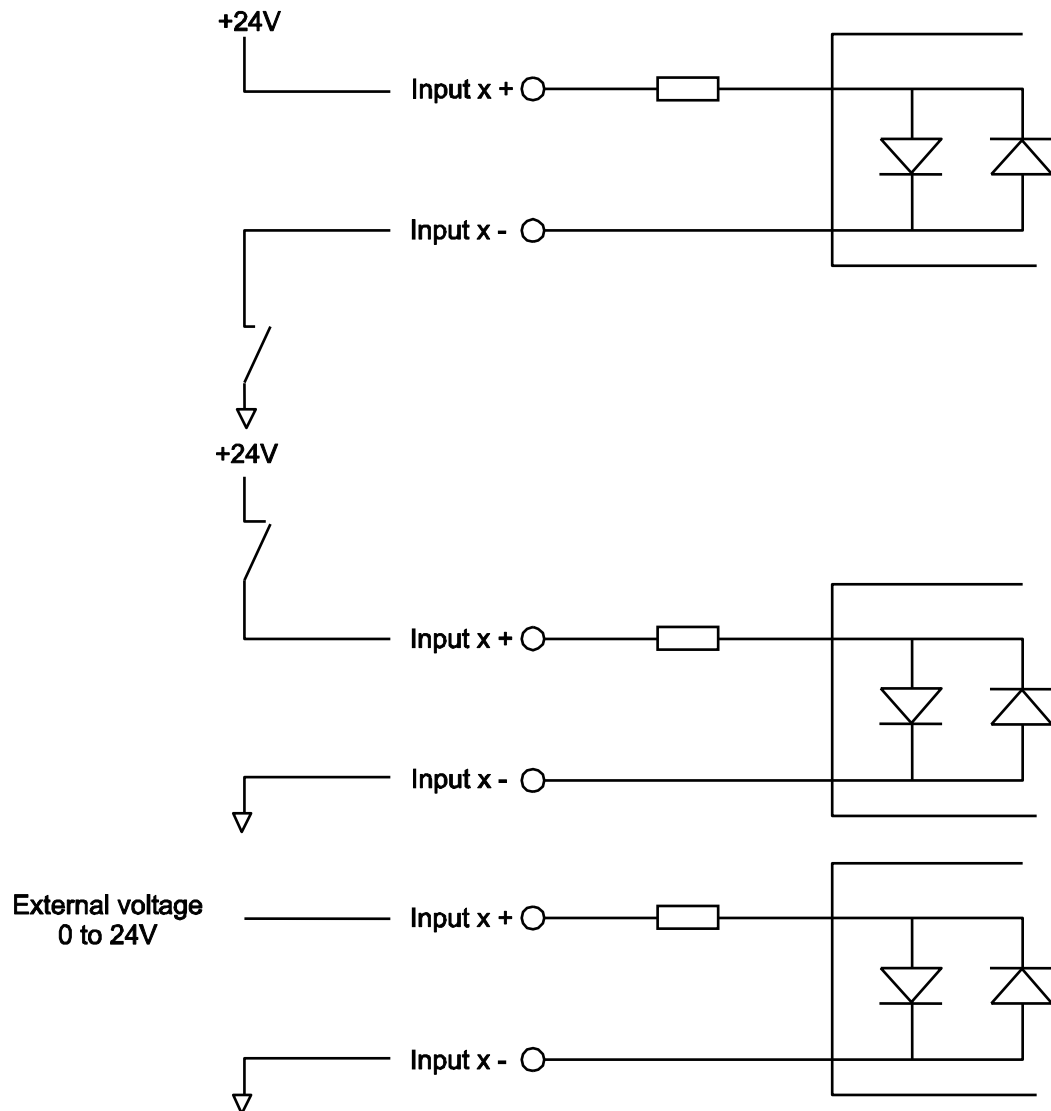 +24V
Input x +
Input x -
+24V
Input x +
Input x -
External voltage
0 to 24V
Input x +
Input x -